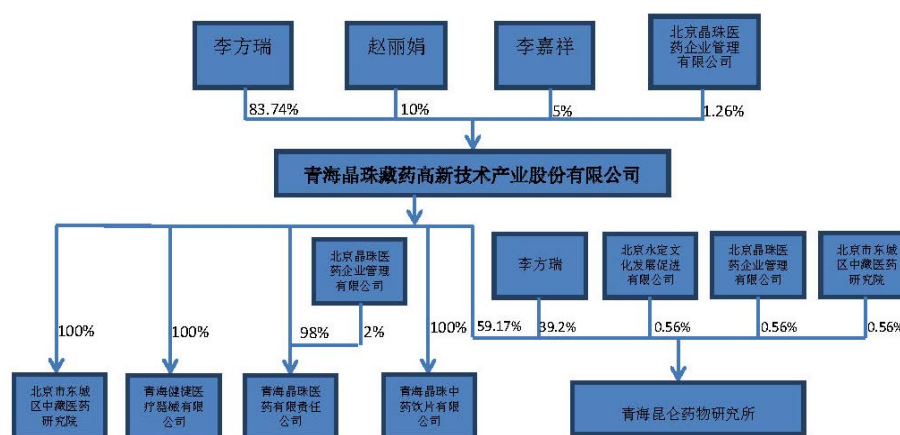 李方瑞
赵丽娟
李嘉祥
北京晶珠医
药企业管理
有限公司
83.74%
10%
5%
1.26%
青海晶珠藏药高新技术产业股份有限公司
北京晶珠医
药企业管理
有限公司
李方瑞
北京永定文
化发展促进
有限公司
北京晶珠医
药企业管理
有限公司
北京市东城
区中藏医药
研究院
100%
100%
98%
2%
100%
59.17%
39.2%
0.56%
0.56%
0.56%
北京市东城
区中藏医药
研究院
青海健捷医
疗器械有限
公司
青海晶珠医
药有限责任
公司
青海晶珠中
药饮片有限
公司
青海昆仑药物研究所